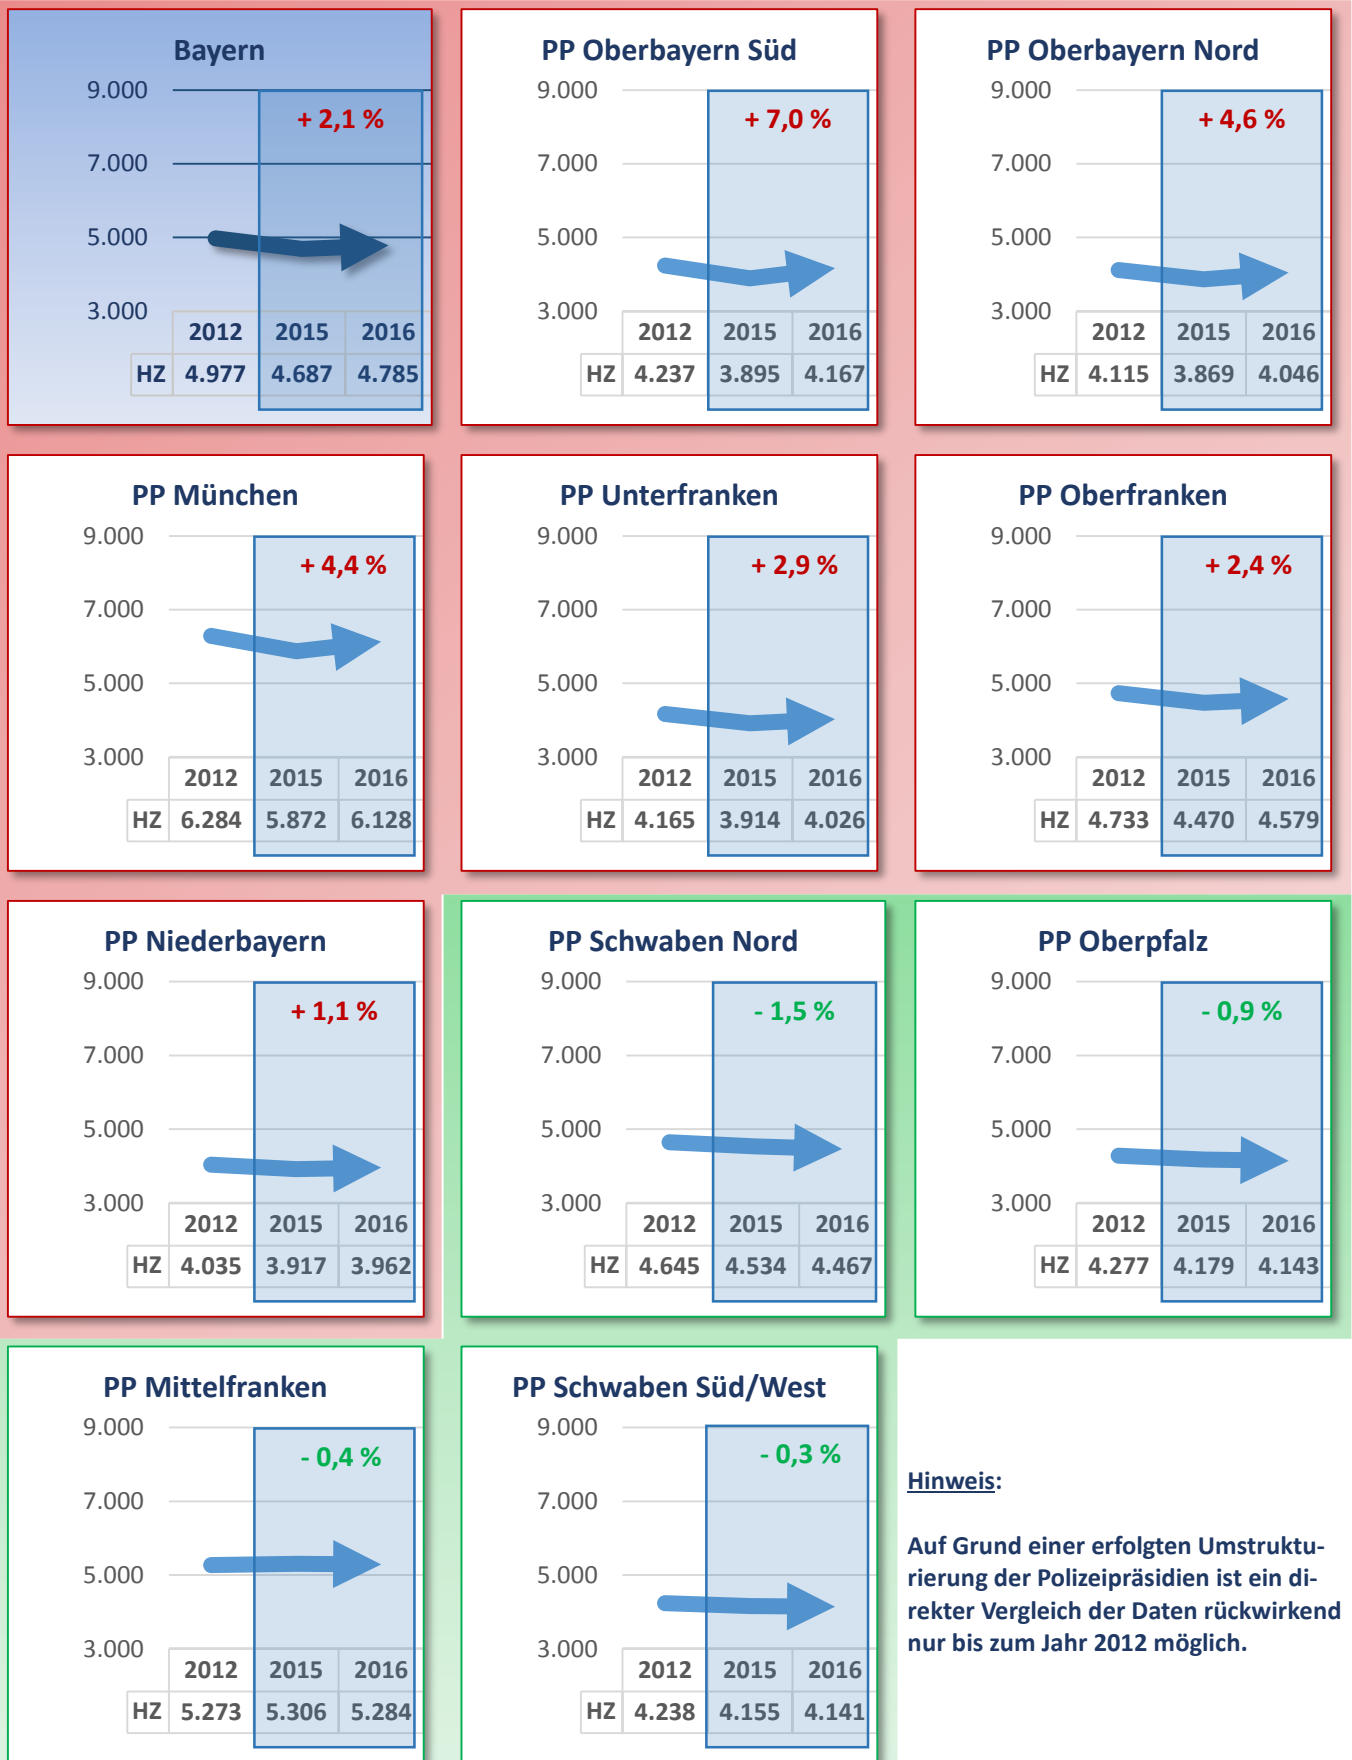 Bayern
9.000
+ 2,1 %
7.000
5.000
3.000
2012 2015 2016
HZ 4.977 4.687 4.785
PP Oberbayern Süd
9.000
+ 7,0 %
7.000
5.000
3.000
2012 2015 2016
HZ 4.237 3.895 4.167
PP Oberbayern Nord
9.000
+ 4,6 %
7.000
5.000
3.000
2012 2015 2016
HZ 4.115 3.869 4.046
PP München
9.000
+ 4,4 %
7.000
5.000
3.000
2012 2015 2016
HZ 6.284 5.872 6.128
PP Unterfranken
9.000
+ 2,9 %
7.000
5.000
3.000
2012 2015 2016
HZ 4.165 3.914 4.026
PP Oberfranken
9.000
+ 2,4 %
7.000
5.000
3.000
2012 2015 2016
HZ 4.733 4.470 4.579
PP Niederbayern
9.000
+ 1,1 %
7.000
5.000
3.000
2012 2015 2016
HZ 4.035 3.917 3.962
PP Schwaben Nord
9.000
- 1,5 %
7.000
5.000
3.000
2012 2015 2016
HZ 4.645 4.534 4.467
PP Oberpfalz
9.000
- 0,9 %
7.000
5.000
3.000
2012 2015 2016
HZ 4.277 4.179 4.143
PP Mittelfranken
9.000
- 0,4 %
7.000
5.000
3.000
2012 2015 2016
HZ 5.273 5.306 5.284
PP Schwaben Süd/West
9.000
- 0,3 %
7.000
5.000
3.000
2012 2015 2016
HZ 4.238 4.155 4.141
Hinweis:
Auf Grund einer erfolgten Umstruktu-
rierung der Polizeipräsidien ist ein di-
rekter Vergleich der Daten rückwirkend
nur bis zum Jahr 2012 möglich.